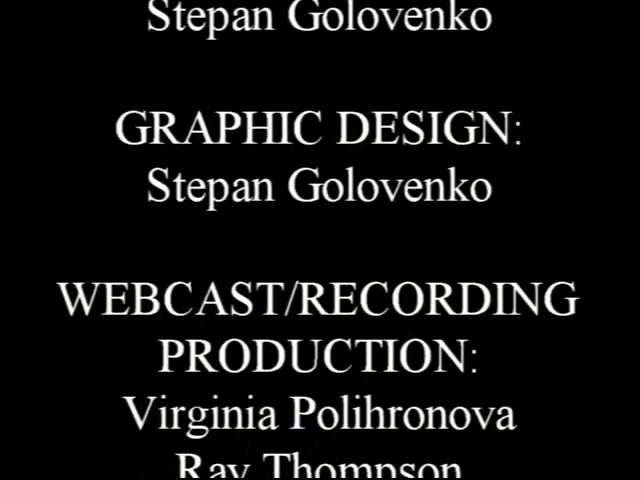 Stepan Golovenko
GRAPHIC DESIGN:
Stepan Golovenko
WEBCAST/RECORDING
PRODUCTION:
Virginia Polihronova
Ray Thompson